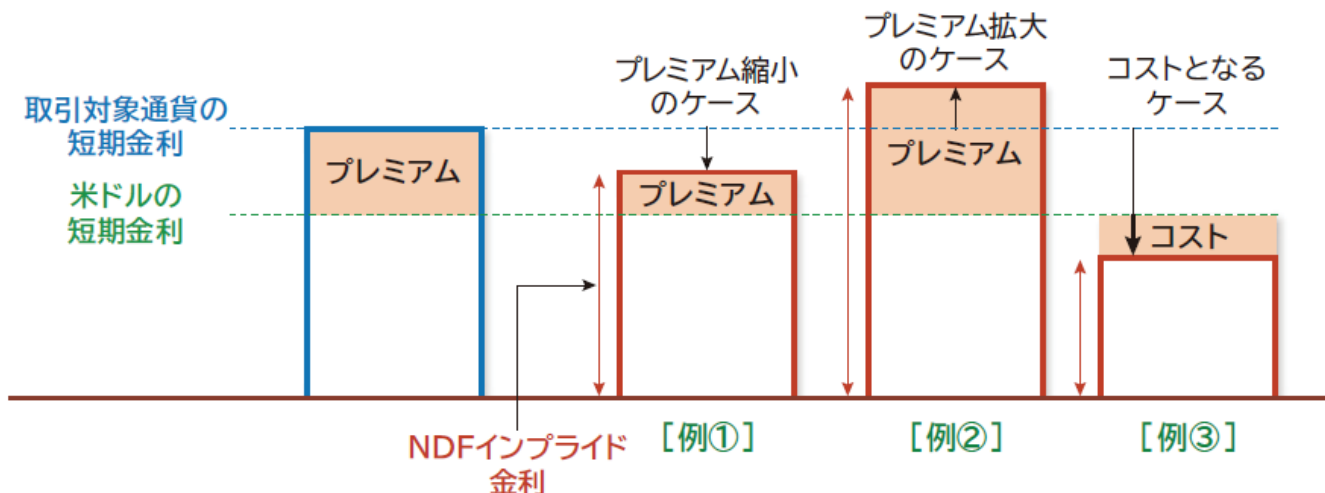 取引対象通貨の
短期金利
米ドルの
短期金利
プレミアム
プレミアム縮小
のケース
プレミアム
プレミアム拡大
のケース
プレミアム
コストとなる
ケース
コスト
NDFインプライド
金利
［例①］
［例②］
［例③］